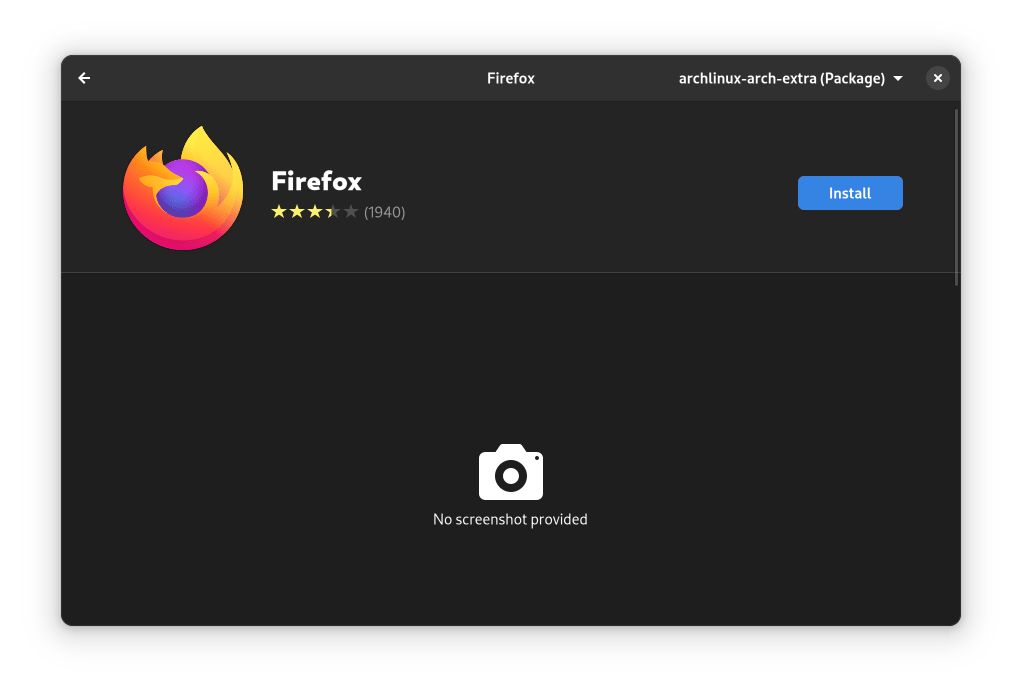 Firefox
archlinux-arch-extra (Package)
Firefox
(1940)
Install
No screenshot provided